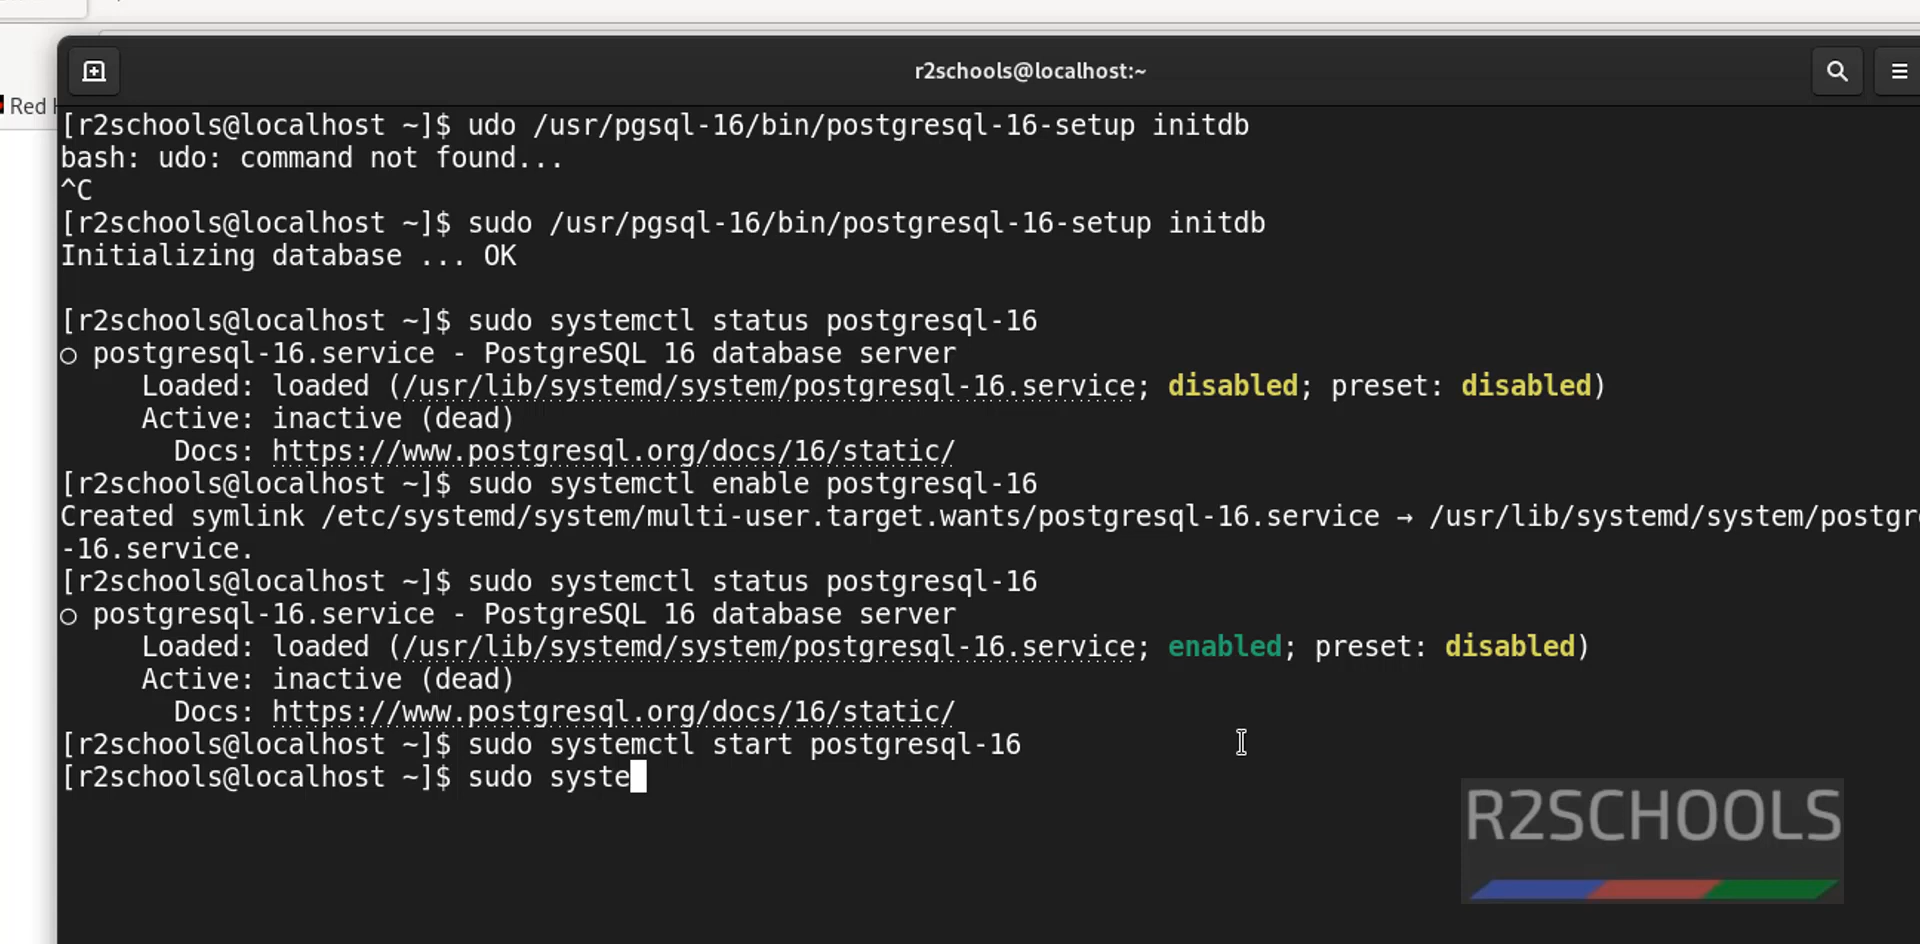 r2schools@localhost:~
Red
[r2schools@localhost ~]$ udo /usr/pgsql-16/bin/postgresql-16-setup initdb
bash: udo: command not found...
^C
[r2schools@localhost ~]$ sudo /usr/pgsql-16/bin/postgresql-16-setup initdb
Initializing database ... OK
[r2schools@localhost ~]$ sudo systemctl status postgresql-16
○ postgresql-16.service - PostgreSQL 16 database server
Loaded: loaded (/usr/lib/systemd/system/postgresql-16.service; disabled; preset: disabled)
Active: inactive (dead)
Docs: https://www.postgresql.org/docs/16/static/
[r2schools@localhost ~]$ sudo systemctl enable postgresql-16
Created symlink /etc/systemd/system/multi-user.target.wants/postgresql-16.service → /usr/lib/systemd/system/postgr
-16.service.
[r2schools@localhost ~]$ sudo systemctl status postgresql-16
○ postgresql-16.service - PostgreSQL 16 database server
Loaded: loaded (/usr/lib/systemd/system/postgresql-16.service; enabled; preset: disabled)
Active: inactive (dead)
Docs: https://www.postgresql.org/docs/16/static/
[r2schools@localhost ~]$ sudo systemctl start postgresql-16
[r2schools@localhost ~]$ sudo syste
R2SCHOOLS